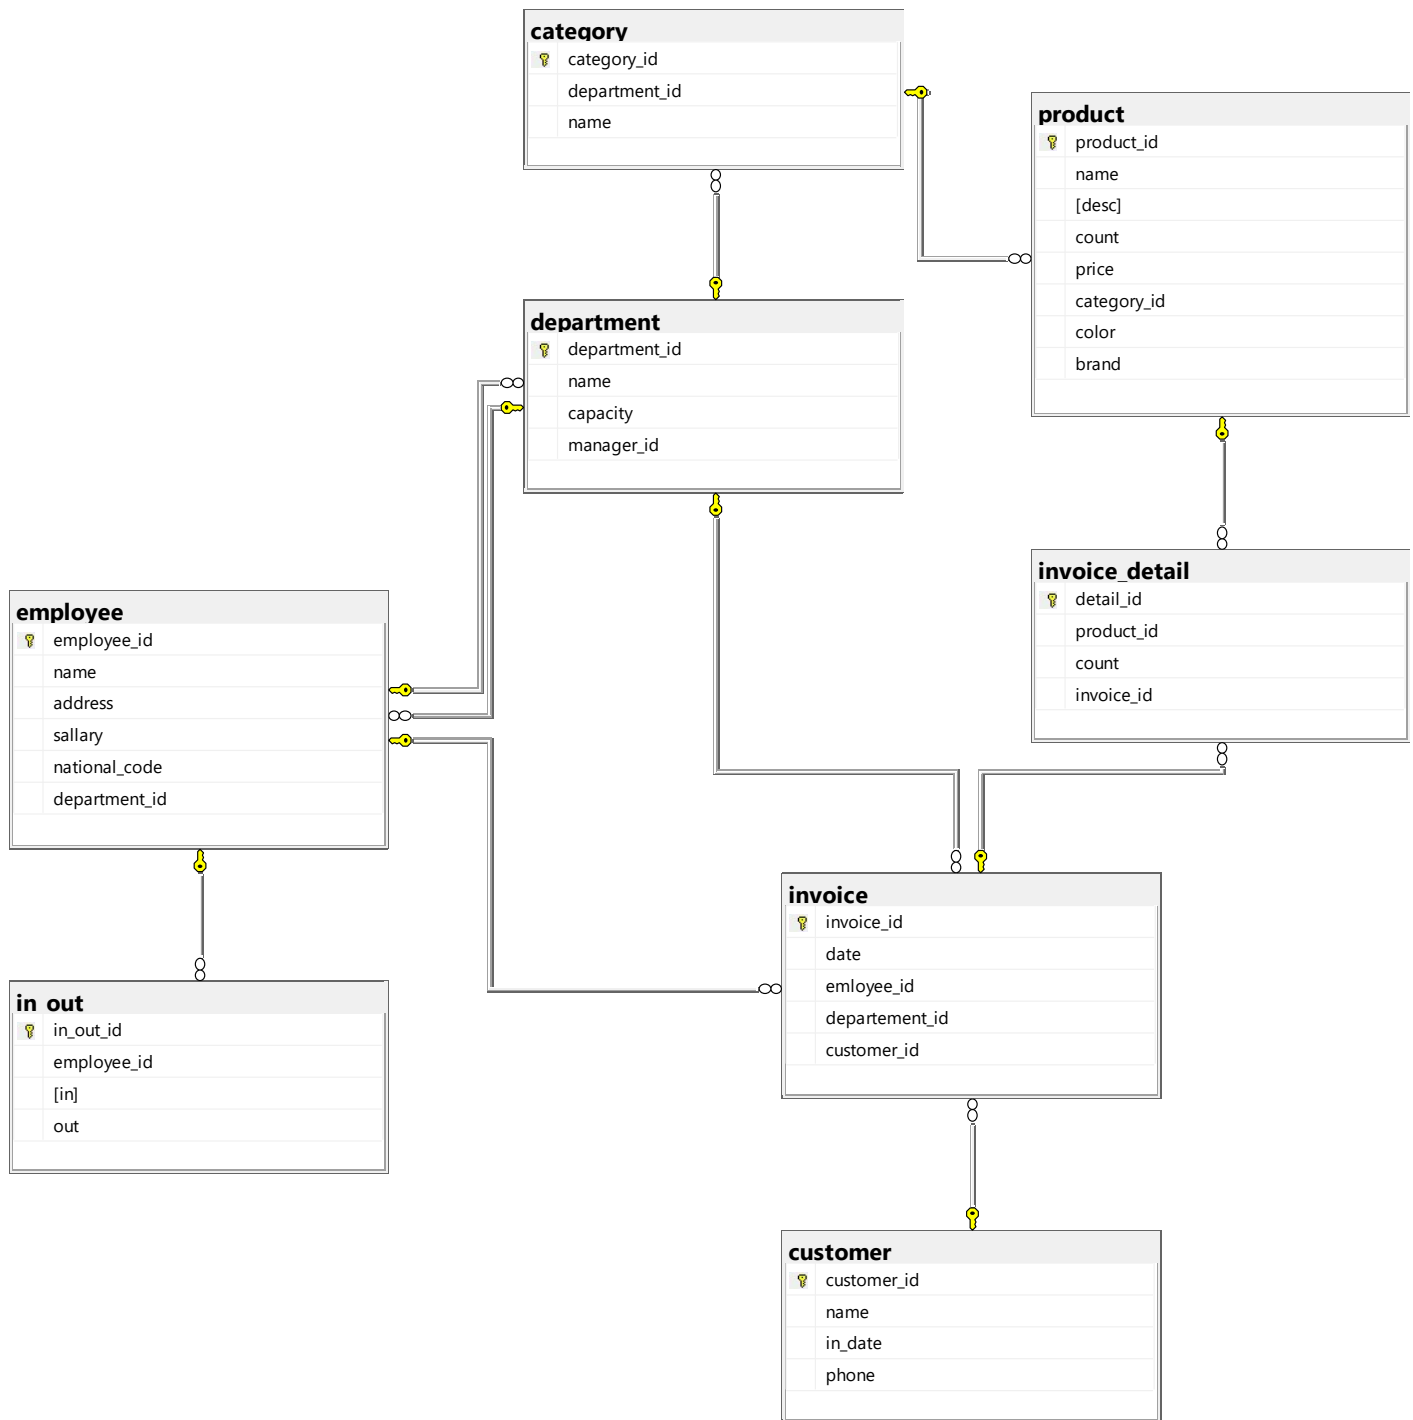 category
category_id
department_id
name
product
product_id
name
[desc]
count
price
category_id
color
brand
department
department_id
name
capacity
manager_id
invoice_detail
detail_id
product_id
count
invoice_id
employee
employee_id
name
address
sallary
national_code
department_id
invoice
invoice_id
date
emloyee_id
departement_id
customer_id
in_out
in_out_id
employee_id
[in]
out
customer
customer_id
name
in_date
phone